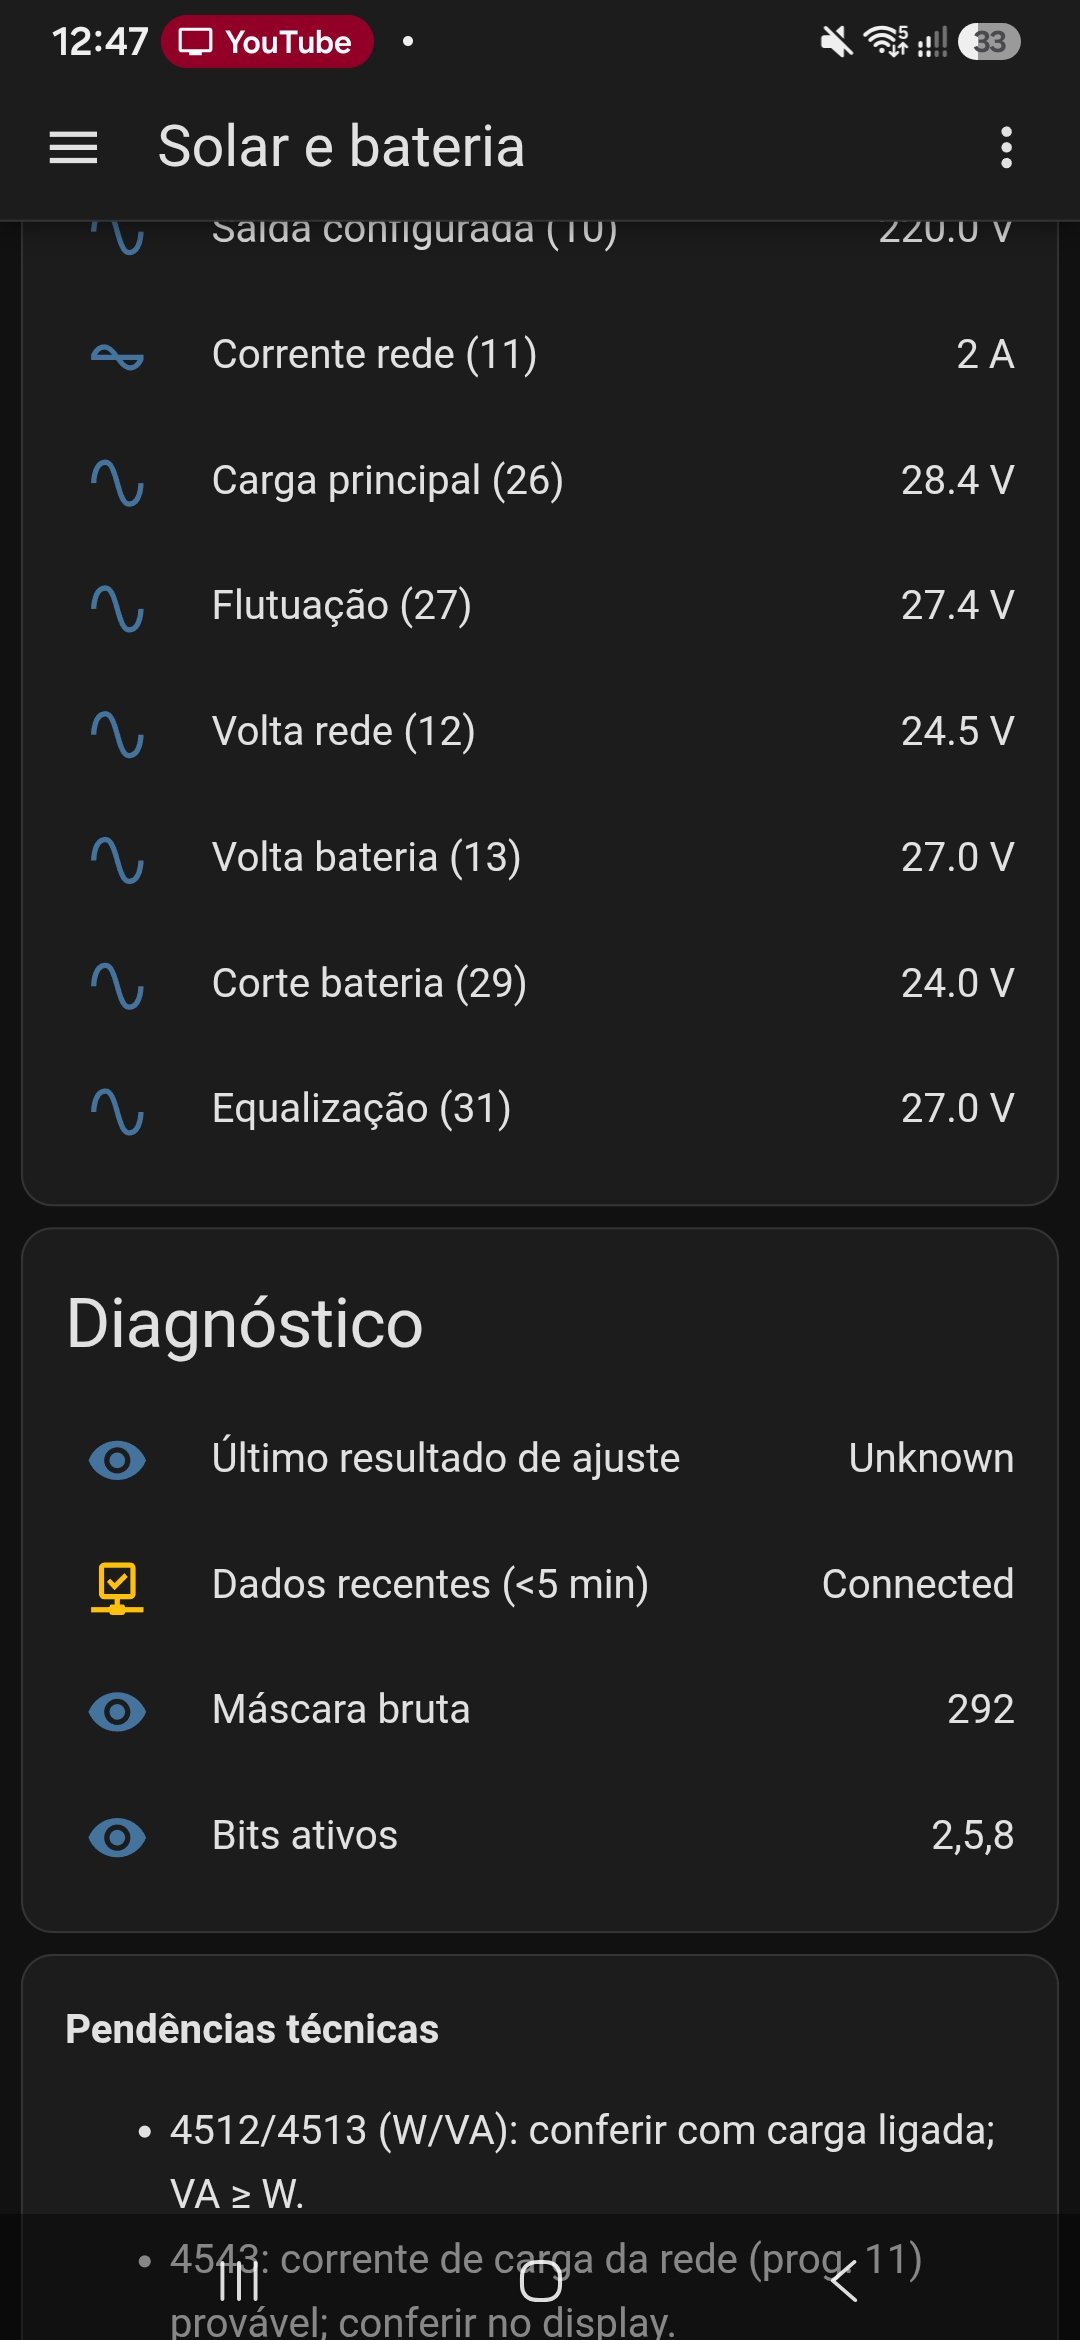 12:47 YouTube 33
Solar e bateria
Saída configurada (10) 220.0 V
Corrente rede (11) 2 A
Carga principal (26) 28.4 V
Flutuação (27) 27.4 V
Volta rede (12) 24.5 V
Volta bateria (13) 27.0 V
Corte bateria (29) 24.0 V
Equalização (31) 27.0 V
Diagnóstico
Último resultado de ajuste Unknown
Dados recentes (<5 min) Connected
Máscara bruta 292
Bits ativos 2,5,8
Pendências técnicas
• 4512/4513 (W/VA): conferir com carga ligada;
VA ≥ W.
• 4543: corrente de carga da rede (prog. 11)
provável; conferir no display.